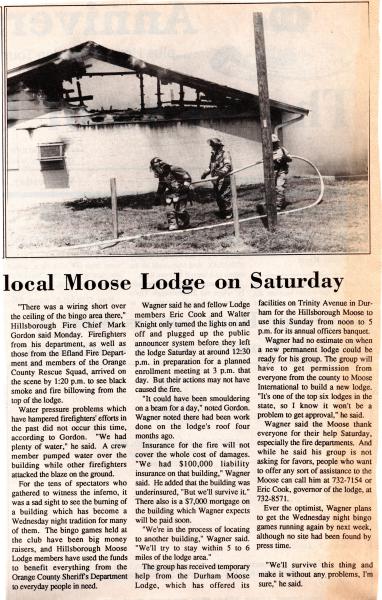 local Moose Lodge on Saturday
"There was a wiring short over
the ceiling of the bingo area there,"
Hillsborough Fire Chief Mark
Gordon said Monday. Firefighters
from his department, as well as
those from the Efland Fire Depart-
ment and members of the Orange
County Rescue Squad, arrived on
the scene by 1:20 p.m. to see black
smoke and fire billowing from the
top of the lodge.
Water pressure problems which
have hampered firefighters' efforts in
the past did not occur this time,
according to Gordon. "We had
plenty of water," he said. A crew
member pumped water over the
building while other firefighters
attacked the blaze on the ground.
For the tens of spectators who
gathered to witness the inferno, it
was a sad sight to see the burning of
a building which has become a
Wednesday night tradition for many
of them. The bingo games held at
the club have been big money
raisers, and Hillsborough Moose
Lodge members have used the funds
to benefit everything from the
Orange County Sheriff's Department
to everyday people in need.
Wagner said he and fellow Lodge
members Eric Cook and Walter
Knight only turned the lights on and
off and plugged up the public
announcer system before they left
the lodge Saturday at around 12:30
p.m. in preparation for a planned
enrollment meeting at 3 p.m. that
day. But their actions may not have
caused the fire.
"It could have been smouldering
on a beam for a day," noted Gordon.
Wagner noted there had been work
done on the lodge's roof four
months ago.
Insurance for the fire will not
cover the whole cost of damages.
"We had $100,000 liability
insurance on that building," Wagner
said. He added that the building was
underinsured, "But we'll survive it."
There also is a $7,000 mortgage on
the building which Wagner expects
will be paid soon.
"We're in the process of locating
to another building," Wagner said.
"We'll try to stay within 5 to 6
miles of the lodge area."
The group has received temporary
help from the Durham Moose
Lodge, which has offered its
facilities on Trinity Avenue in Dur-
ham for the Hillsborough Moose to
use this Sunday from noon to 5
p.m. for its annual officers banquet.
Wagner had no estimate on when
a new permanent lodge could be
ready for his group. The group will
have to get permission from
everyone from the county to Moose
International to build a new lodge.
"It's one of the top six lodges in the
state, so I know it won't be a
problem to get approval," he said.
Wagner said the Moose thank
everyone for their help Saturday,
especially the fire departments. And
while he said his group is not
asking for favors, people who want
to offer any sort of assistance to the
Moose can call him at 732-7154 or
Eric Cook, governor of the lodge, at
732-8571.
Ever the optimist, Wagner plans
to get the Wednesday night bingo
games running again by next week,
although no site had been found by
press time.
"We'll survive this thing and
make it without any problems, I'm
sure," he said.